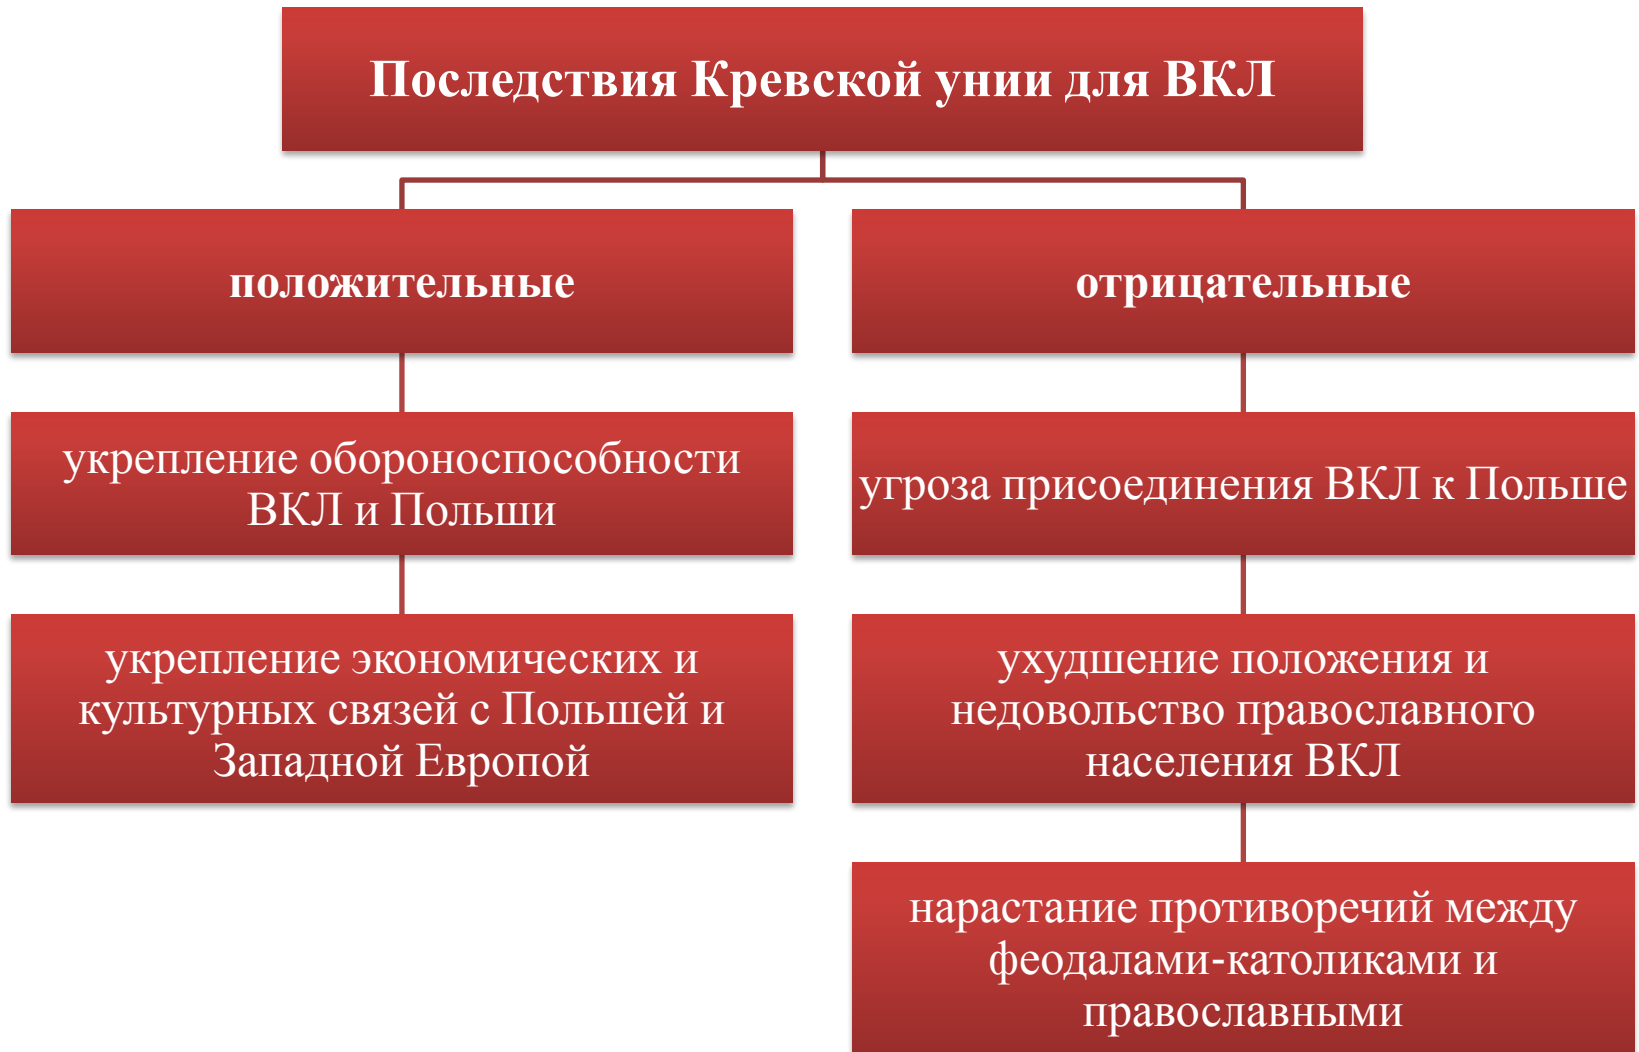 Последствия Кревской унии для ВКЛ
положительные
укрепление обороноспособности
ВКЛ и Польши
укрепление экономических и
культурных связей с Польшей и
Западной Европой
отрицательные
угроза присоединения ВКЛ к Польше
ухудшение положения и
недовольство православного
населения ВКЛ
нарастание противоречий между
феодалами-католиками и
православными